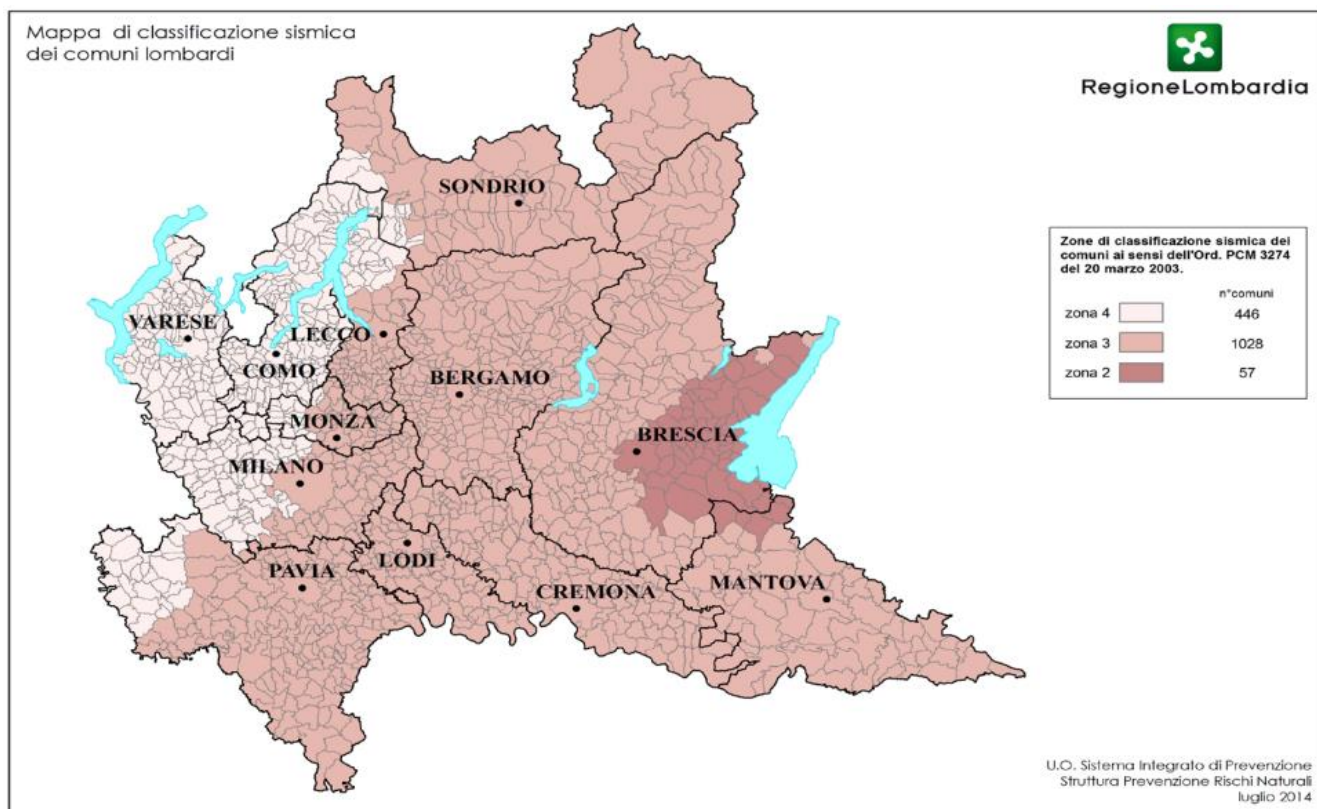 Mappa di classificazione sismica
dei comuni lombardi
RegioneLombardia
SONDRIO
VARESE
LECCO
COMO
BERGAMO
MONZA
BRESCIA
MILANO
PAVIA
LODI
CREMONA
MANTOVA
Zone di classificazione sismica dei
comuni ai sensi dell'Ord. PCM 3274
del 20 marzo 2003.
n°comuni
zona 4 446
zona 3 1028
zona 2 57
U.O. Sistema Integrato di Prevenzione
Struttura Prevenzione Rischi Naturali
luglio 2014